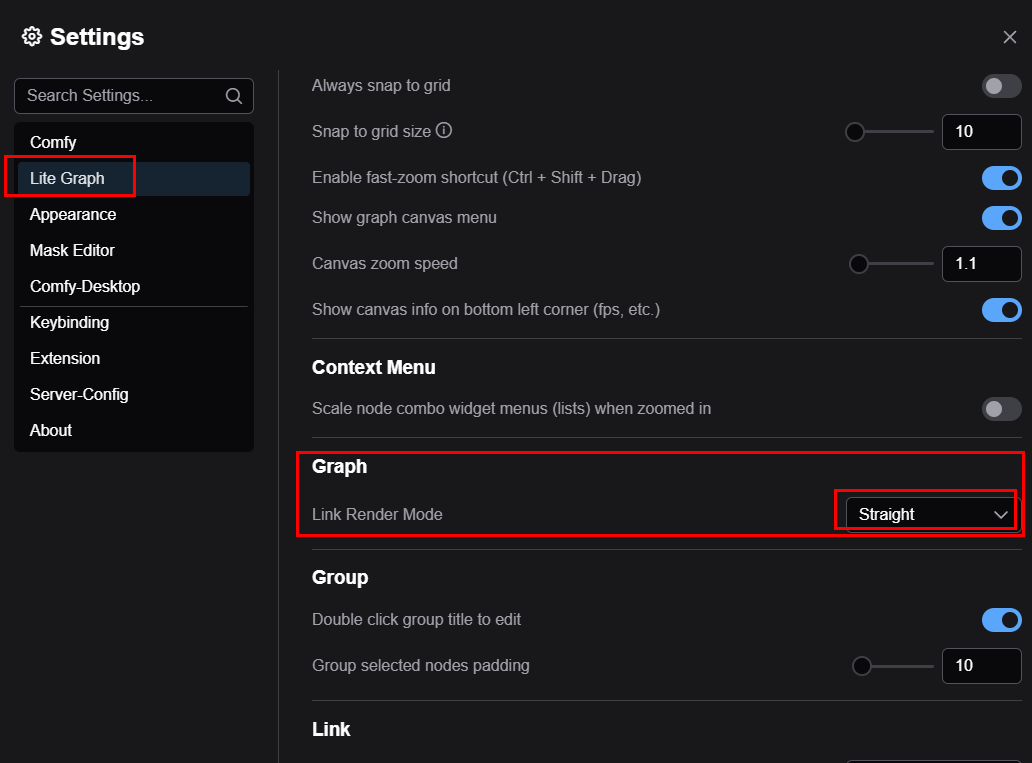 Settings
Search Settings...
Comfy
Lite Graph
Appearance
Mask Editor
Comfy-Desktop
Keybinding
Extension
Server-Config
About
Always snap to grid
Snap to grid size
10
Enable fast-zoom shortcut (Ctrl + Shift + Drag)
Show graph canvas menu
Canvas zoom speed
1.1
Show canvas info on bottom left corner (fps, etc.)
Context Menu
Scale node combo widget menus (lists) when zoomed in
Graph
Link Render Mode
Straight
Group
Double click group title to edit
Group selected nodes padding
10
Link